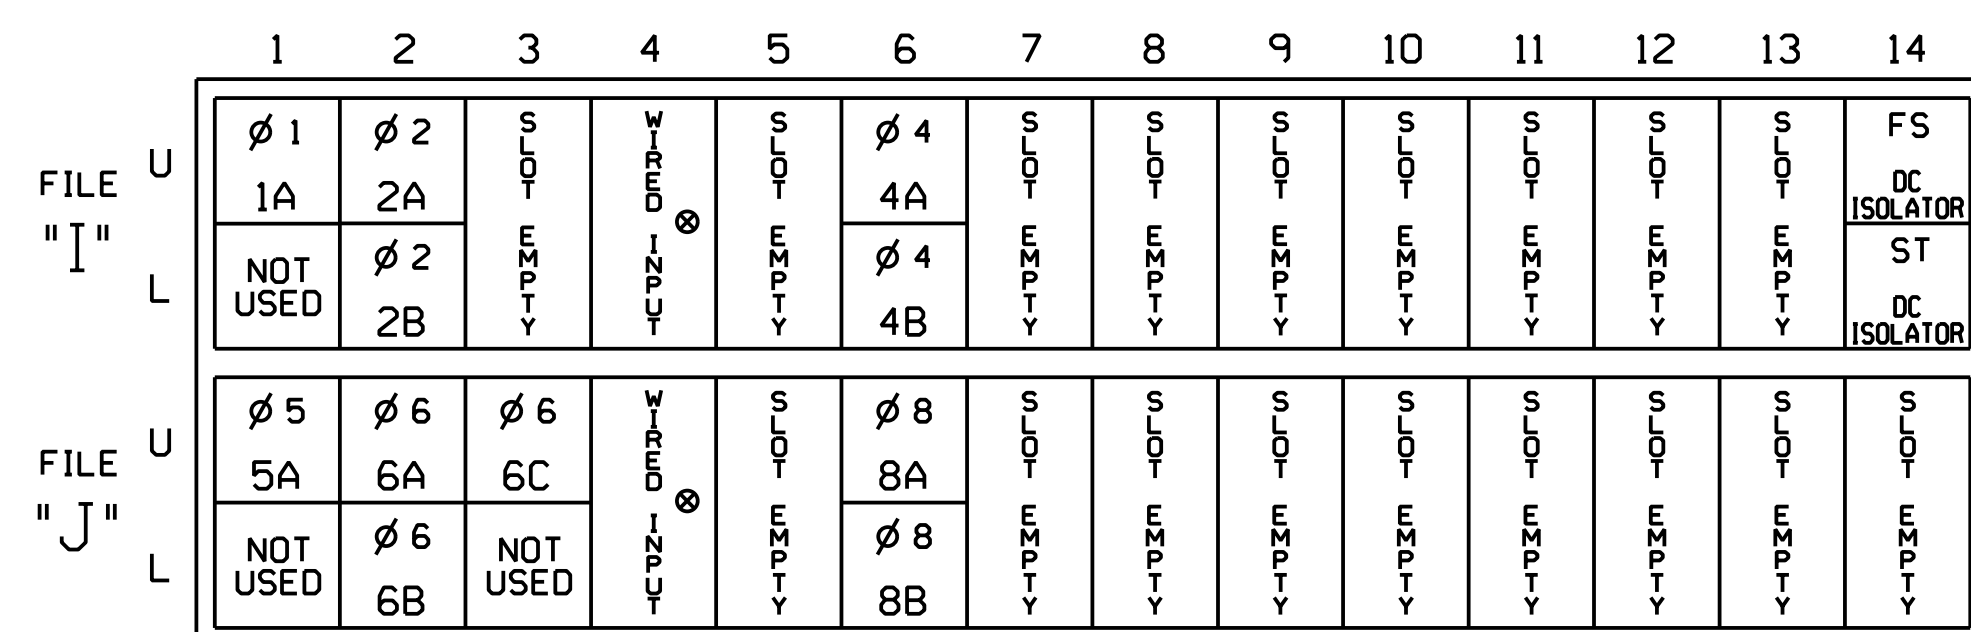 1 2 3 4 5 6 7 8 9 10 11 12 13 14
FILE "I"
U
L
Ø 1
1A
NOT USED
Ø 2
2A
Ø 2
2B
SLOT EMPTY
WIRED INPUT
SLOT EMPTY
Ø 4
4A
Ø 4
4B
SLOT EMPTY
SLOT EMPTY
SLOT EMPTY
SLOT EMPTY
SLOT EMPTY
SLOT EMPTY
SLOT EMPTY
FS
DC
ISOLATOR
ST
DC
ISOLATOR
FILE "J"
U
L
Ø 5
5A
NOT USED
Ø 6
6A
Ø 6
6B
Ø 6
6C
NOT USED
WIRED INPUT
SLOT EMPTY
Ø 8
8A
Ø 8
8B
SLOT EMPTY
SLOT EMPTY
SLOT EMPTY
SLOT EMPTY
SLOT EMPTY
SLOT EMPTY
SLOT EMPTY
SLOT EMPTY